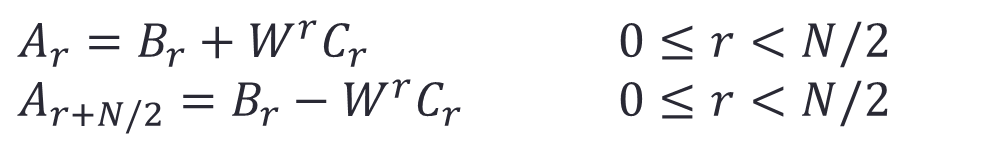 A_r = B_r + W^r C_r 0 ≤ r < N/2
A_{r+N/2} = B_r − W^r C_r 0 ≤ r < N/2